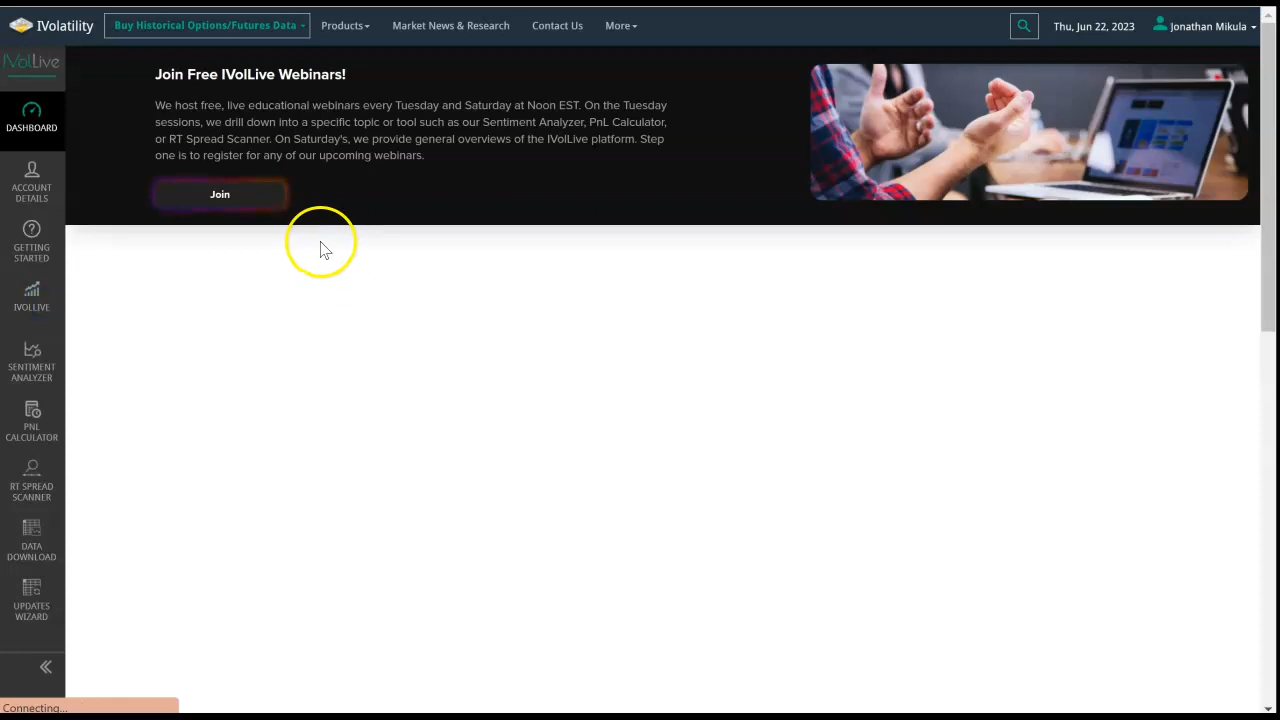 IVolatility
Buy Historical Options/Futures Data
Products
Market News & Research
Contact Us
More
Thu, Jun 22, 2023
Jonathan Mikula
IVolLive
Join Free IVolLive Webinars!
We host free, live educational webinars every Tuesday and Saturday at Noon EST. On the Tuesday
sessions, we drill down into a specific topic or tool such as our Sentiment Analyzer, PnL Calculator,
or RT Spread Scanner. On Saturday's, we provide general overviews of the IVolLive platform. Step
one is to register for any of our upcoming webinars.
Join
DASHBOARD
ACCOUNT
DETAILS
GETTING
STARTED
IVOLLIVE
SENTIMENT
ANALYZER
PNL
CALCULATOR
RT SPREAD
SCANNER
DATA
DOWNLOAD
UPDATES
WIZARD
Connecting...